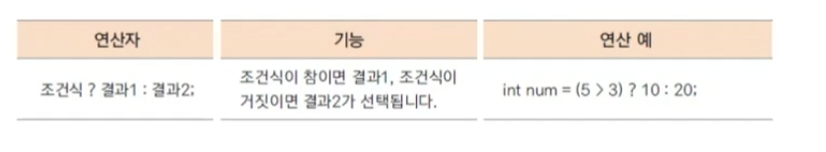 연산자 기능 연산 예
조건식 ? 결과1 : 결과2;
조건식이 참이면 결과1, 조건식이
거짓이면 결과2가 선택됩니다.
int num = (5 > 3) ? 10 : 20;